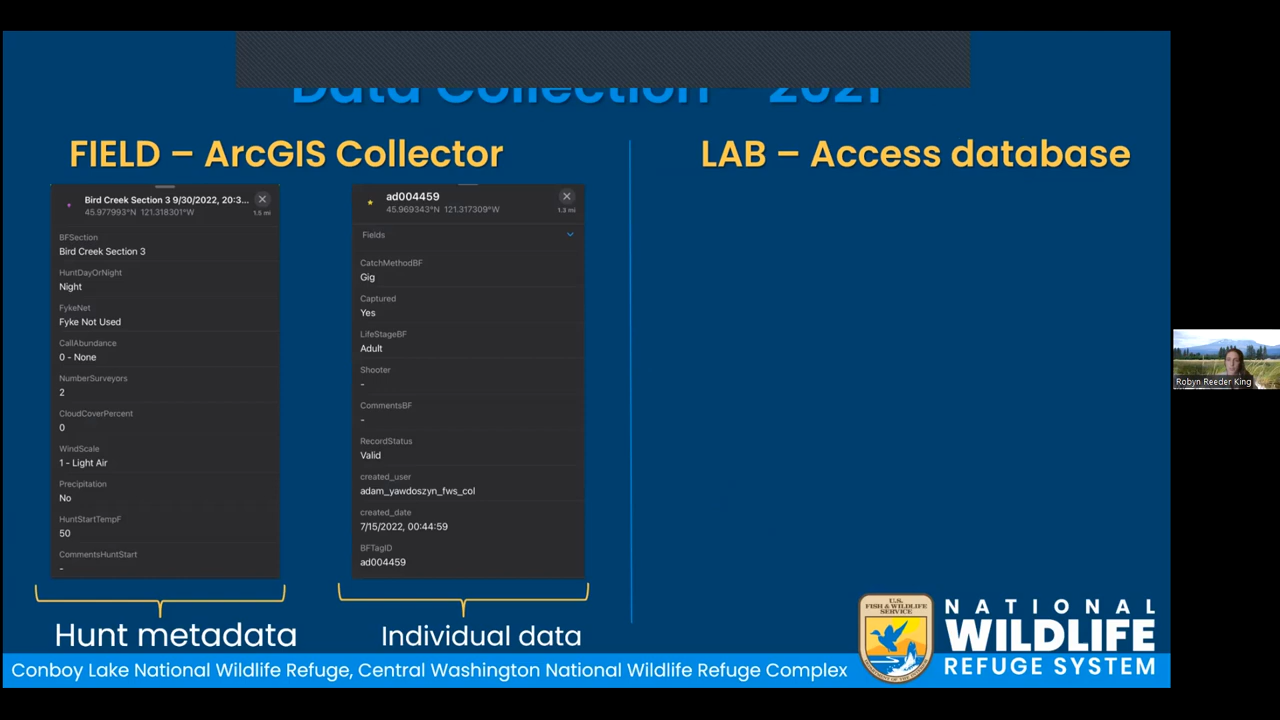 Data Collection – 2021
FIELD – ArcGIS Collector
LAB – Access database
Bird Creek Section 3 9/30/2022, 20:3...
45.977993°N 121.318301°W
1.5 mi
BFSection
Bird Creek Section 3
HuntDayOrNight
Night
FykeNet
Fyke Not Used
CallAbundance
0 - None
NumberSurveyors
2
CloudCoverPercent
0
WindScale
1 - Light Air
Precipitation
No
HuntStartTempF
50
CommentsHuntStart
-
ad004459
45.969343°N 121.317309°W
1.3 mi
Fields
CatchMethodBF
Gig
Captured
Yes
LifeStageBF
Adult
Shooter
-
CommentsBF
-
RecordStatus
Valid
created_user
adam_yawdoszyn_fws_col
created_date
7/15/2022, 00:44:59
BFTagID
ad004459
Hunt metadata
Individual data
Conboy Lake National Wildlife Refuge, Central Washington National Wildlife Refuge Complex
U.S.
FISH & WILDLIFE
SERVICE
NATIONAL
WILDLIFE
REFUGE SYSTEM
Robyn Reeder King